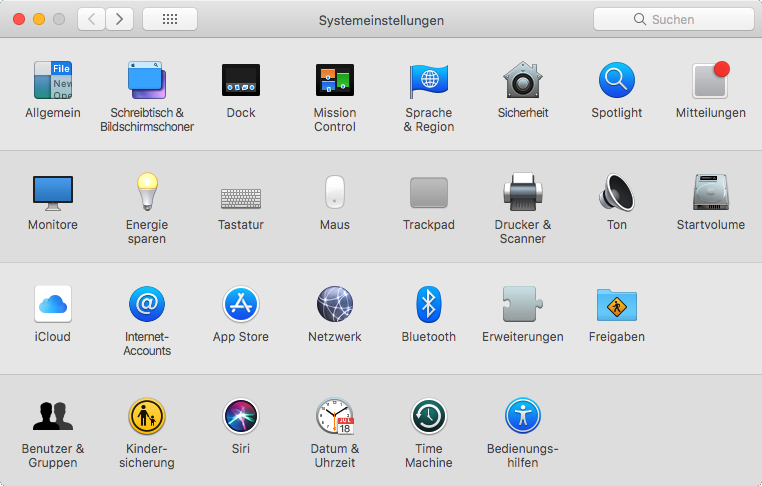 Systemeinstellungen
Suchen
File
New
Ope
Allgemein
Schreibtisch &
Bildschirmschoner
Dock
Mission
Control
Sprache
& Region
Sicherheit
Spotlight
Mitteilungen
Monitore
Energie
sparen
Tastatur
Maus
Trackpad
Drucker &
Scanner
Ton
Startvolume
iCloud
@
Internet-
Accounts
App Store
Netzwerk
Bluetooth
Erweiterungen
Freigaben
Benutzer &
Gruppen
Kinder-
sicherung
Siri
JUL
18
Datum &
Uhrzeit
Time
Machine
Bedienungs-
hilfen